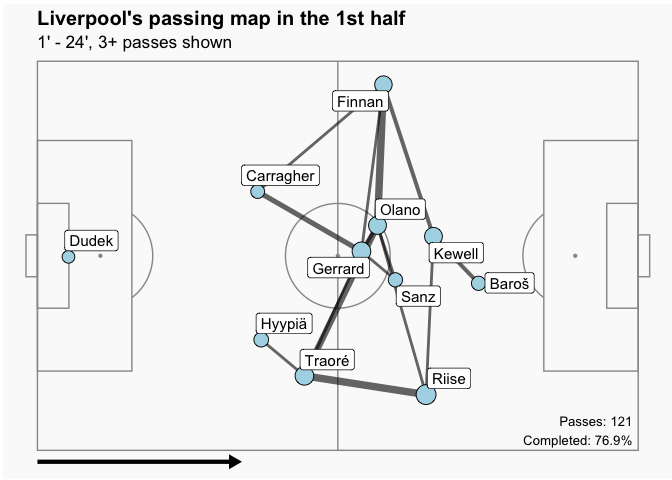 Liverpool's passing map in the 1st half
1' - 24', 3+ passes shown
Finnan
Carragher
Olano
Dudek
Kewell
Gerrard
Baroš
Sanz
Hyypiä
Traoré
Riise
Passes: 121
Completed: 76.9%